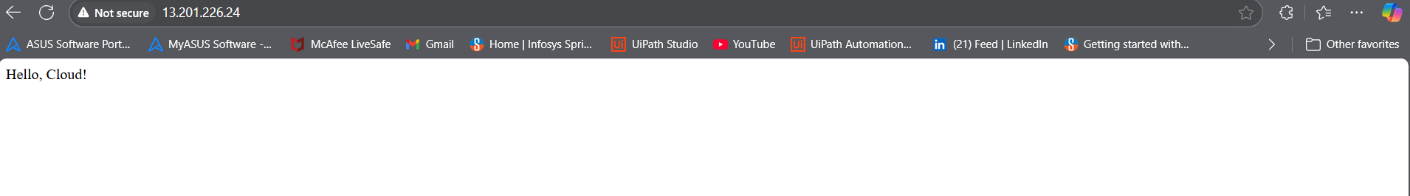 Not secure 13.201.226.24
ASUS Software Port... MyASUS Software -... McAfee LiveSafe Gmail Home | Infosys Spri... UiPath Studio YouTube UiPath Automation... (21) Feed | LinkedIn Getting started with... Other favorites
Hello, Cloud!